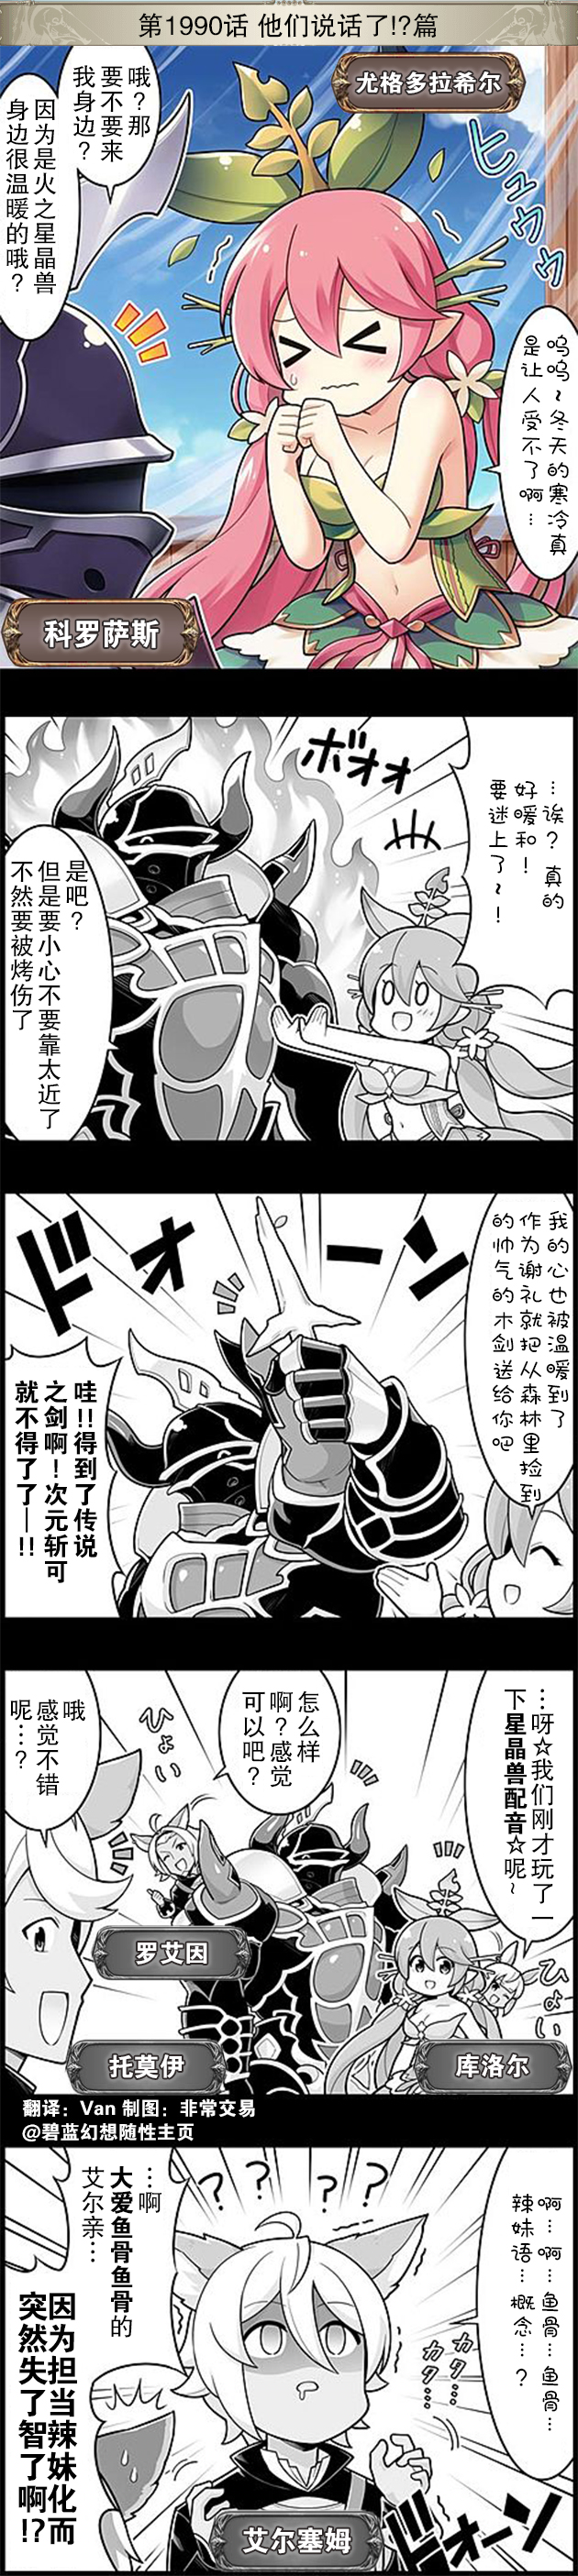 第1990话 他们说话了!?篇
尤格多拉希尔
ヒュウウゥ
呜呜~冬天的寒冷真
是让人受不了啊…
哦？那
要不要来
我身边？
因为是火之星晶兽
身边很温暖的哦？
科罗萨斯
…诶？真的
好暖和！
要迷上了~！
ボオォォ
是吧？
但是要小心不要靠太近了
不然要被烤伤了
我的心也被温暖到了
作为谢礼就把从森林里捡到
的帅气的木剑送给你吧
ドォーン
哇!!得到了传说
之剑啊！次元斩可
就不得了了—!!
…呀☆我们刚才玩了一
下星晶兽配音☆呢~
怎么样
啊？感觉
可以吧？
ひょい
哦
感觉不错
呢…？
ひょい
罗艾因
托莫伊
库洛尔
翻译：Van 制图：非常交易
@碧蓝幻想随性主页
啊…啊…鱼骨…鱼骨…
辣妹语…概念…？
？？？？
…啊
大爱鱼骨鱼骨的
艾尔亲…
カタ…
カタ…
因为担当辣妹化而
突然失了智了啊!?
ドォーン
艾尔塞姆